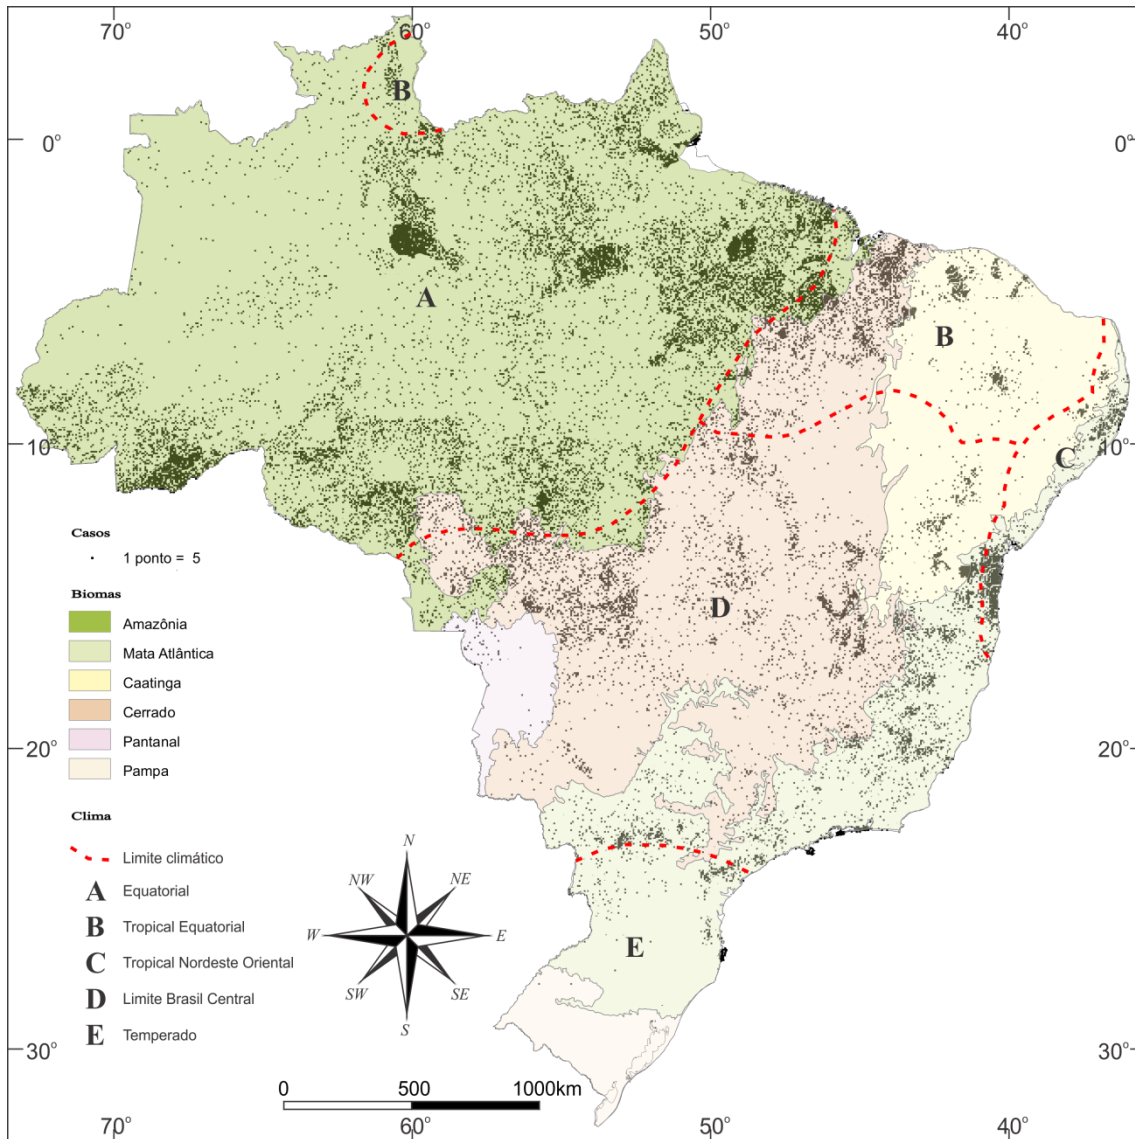 70° 60° 50° 40°
B
0° 0°
A
B
10° 10°
C
Casos
1 ponto = 5
Biomas
D
Amazônia
Mata Atlântica
Caatinga
Cerrado
Pantanal
20° 20°
Pampa
Clima
Limite climático
A Equatorial
B Tropical Equatorial
C Tropical Nordeste Oriental
D Limite Brasil Central
E Temperado
N
NW NE
W E
SW SE
S
E
30° 30°
0 500 1000km
70° 60° 50° 40°